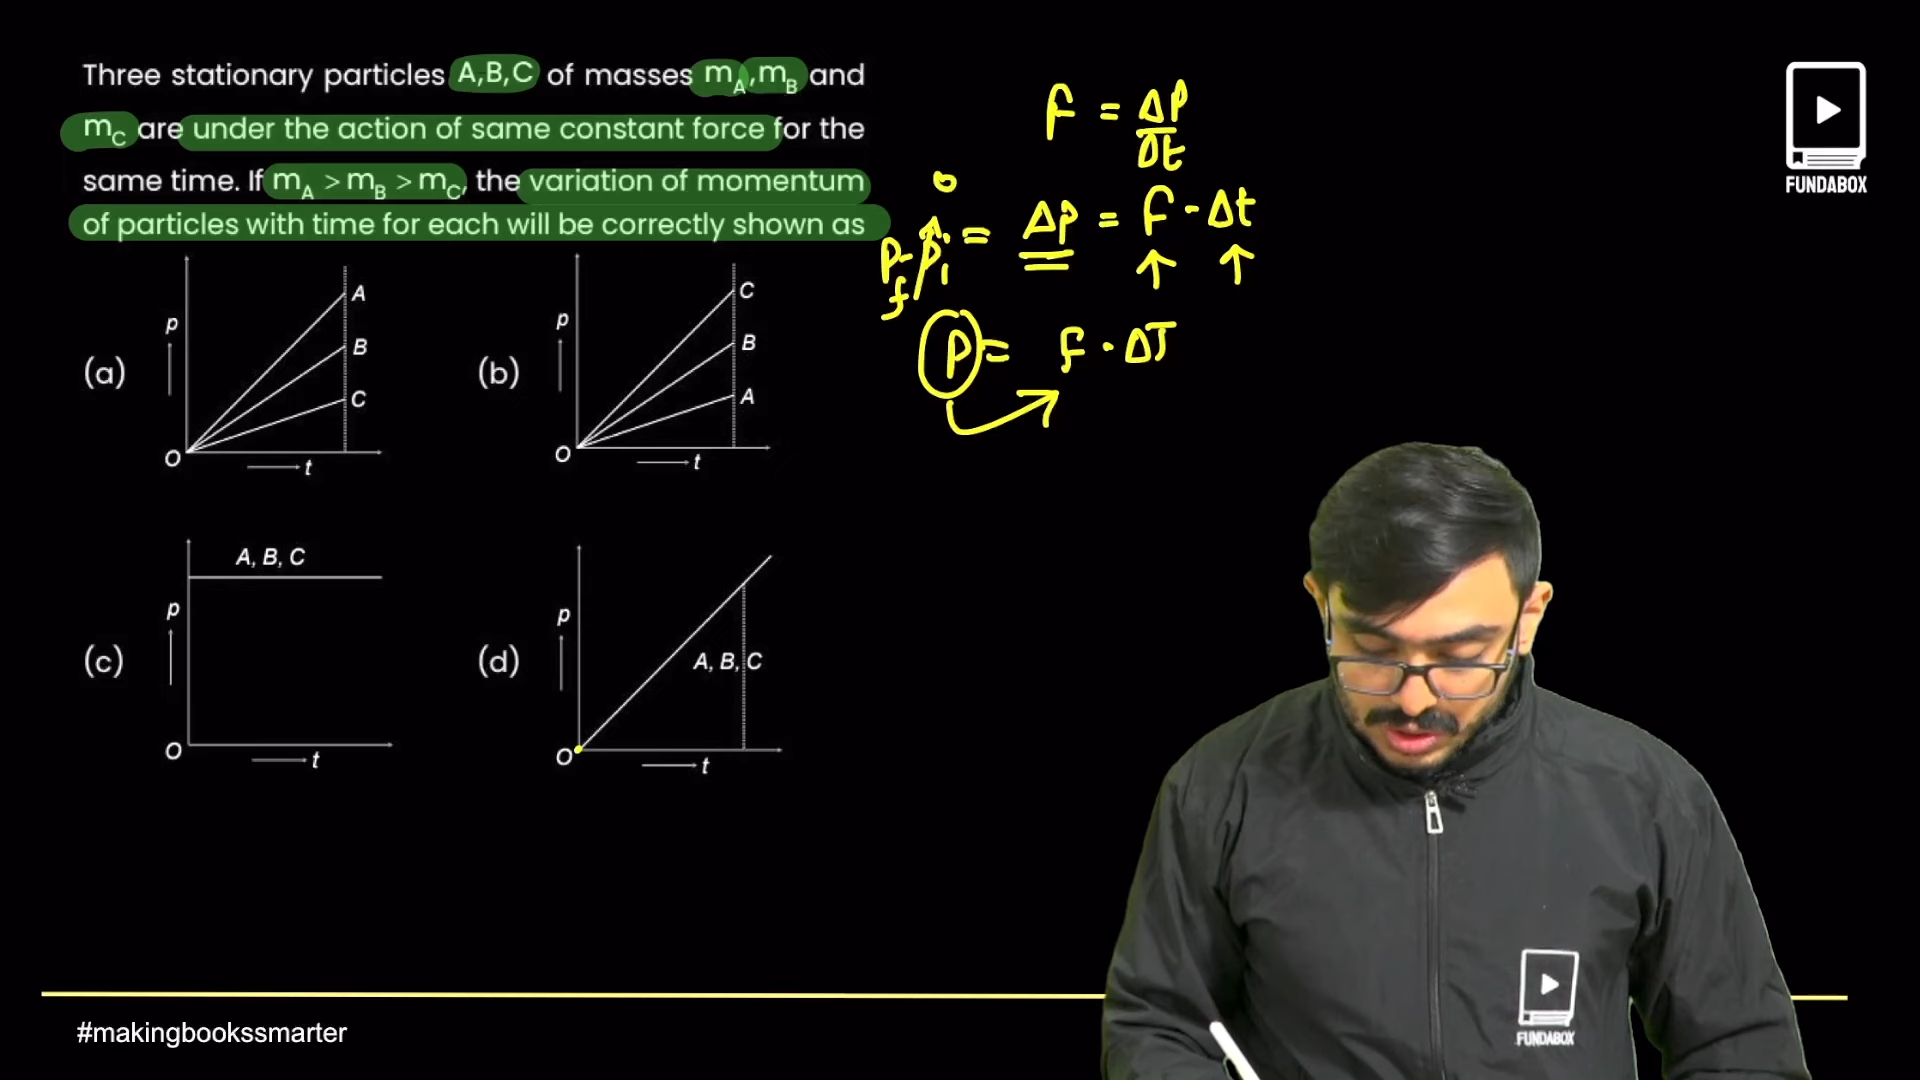 Three stationary particles A,B,C of masses m_A,m_B and
m_C are under the action of same constant force for the
same time. If m_A > m_B > m_C, the variation of momentum
of particles with time for each will be correctly shown as
(a)
p
A
B
C
O
t
(b)
p
C
B
A
O
t
(c)
A, B, C
p
O
t
(d)
p
A, B, C
O
t
F = Δp/Δt
0
p_f - p_i = Δp = F · Δt
p = F · ΔT
FUNDABOX
FUNDABOX
#makingbookssmarter